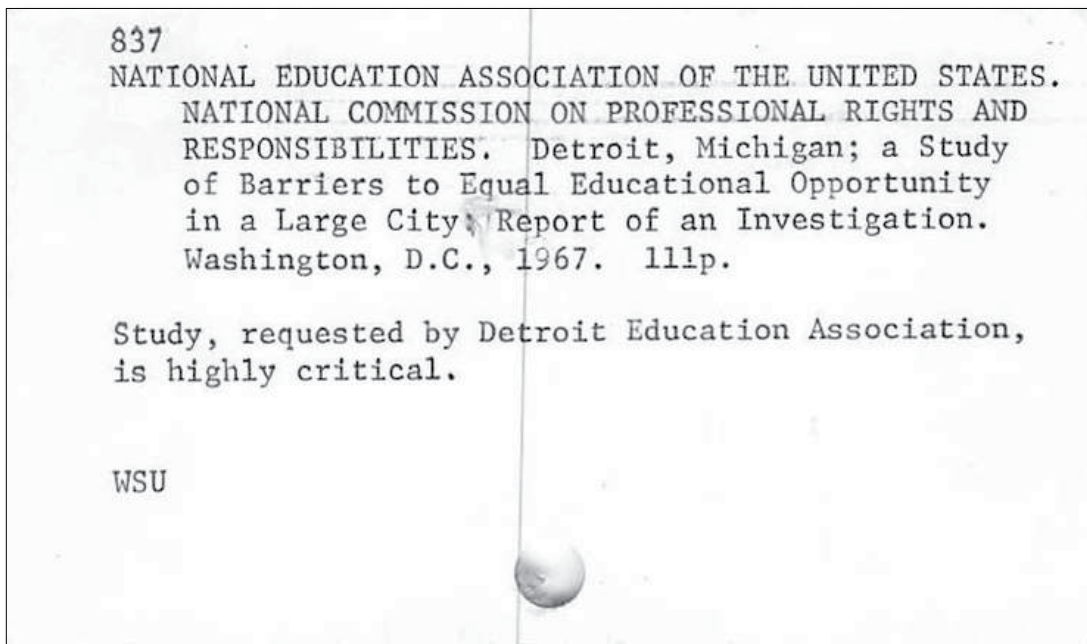 837
NATIONAL EDUCATION ASSOCIATION OF THE UNITED STATES.
NATIONAL COMMISSION ON PROFESSIONAL RIGHTS AND
RESPONSIBILITIES. Detroit, Michigan; a Study
of Barriers to Equal Educational Opportunity
in a Large City; Report of an Investigation.
Washington, D.C., 1967. 111p.
Study, requested by Detroit Education Association,
is highly critical.
WSU